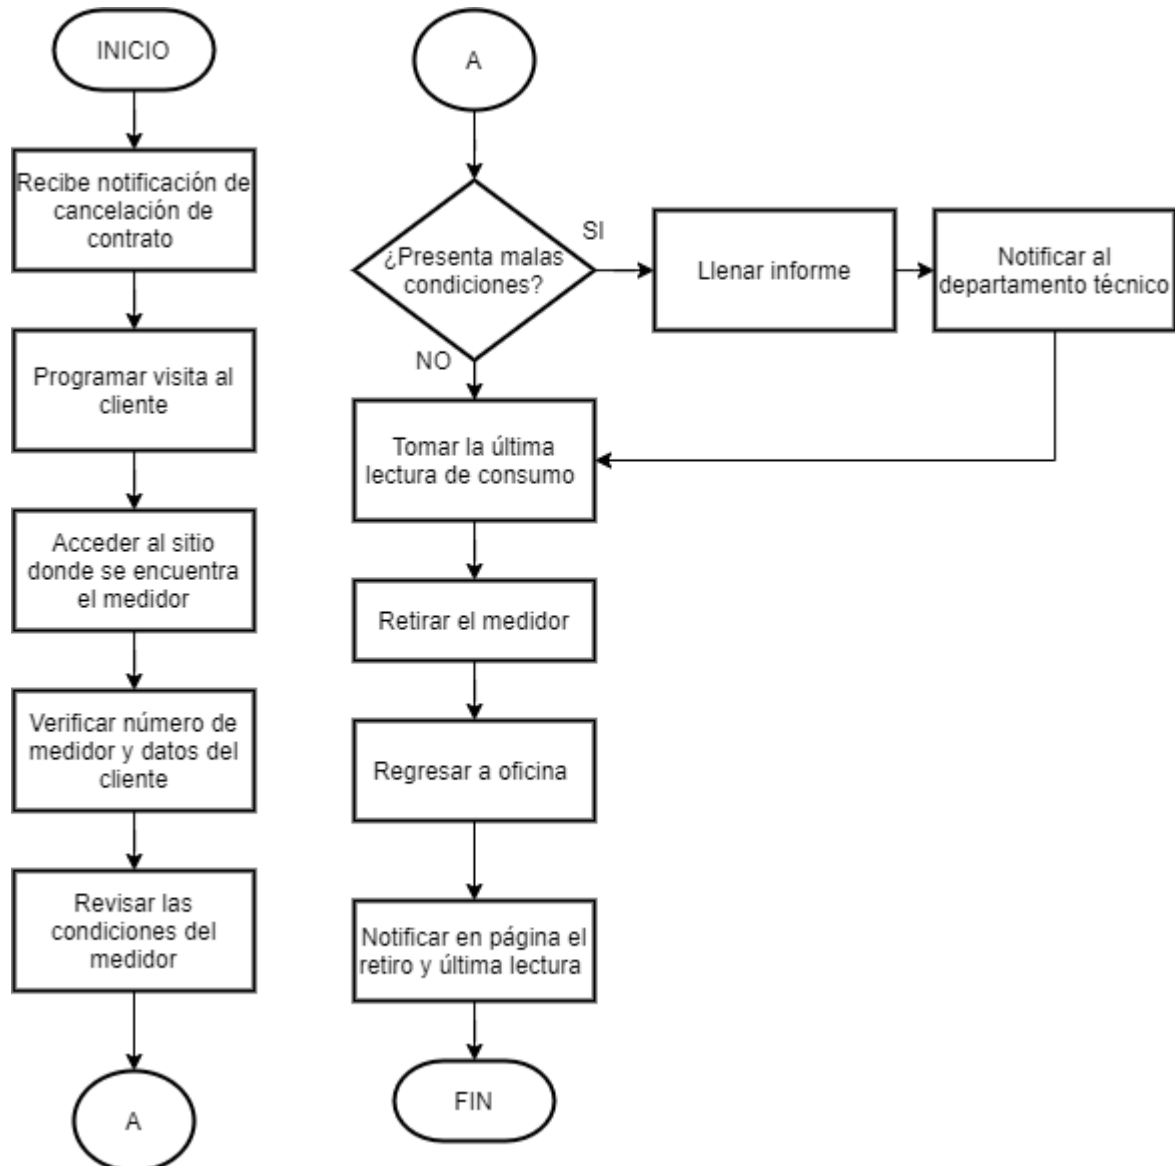 INICIO
Recibe notificación de
cancelación de
contrato
Programar visita al
cliente
Acceder al sitio
donde se encuentra
el medidor
Verificar número de
medidor y datos del
cliente
Revisar las
condiciones del
medidor
A
A
¿Presenta malas
condiciones?
SI
Llenar informe
Notificar al
departamento técnico
NO
Tomar la última
lectura de consumo
Retirar el medidor
Regresar a oficina
Notificar en página el
retiro y última lectura
FIN